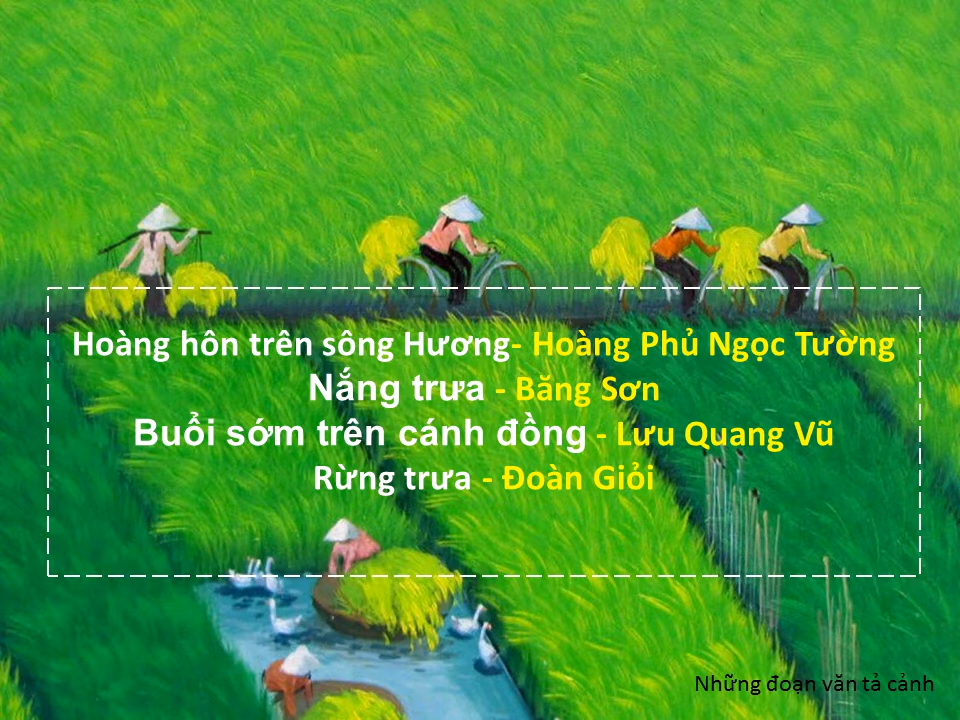 Hoàng hôn trên sông Hương- Hoàng Phủ Ngọc Tường
Nắng trưa - Băng Sơn
Buổi sớm trên cánh đồng - Lưu Quang Vũ
Rừng trưa - Đoàn Giỏi
Những đoạn văn tả cảnh